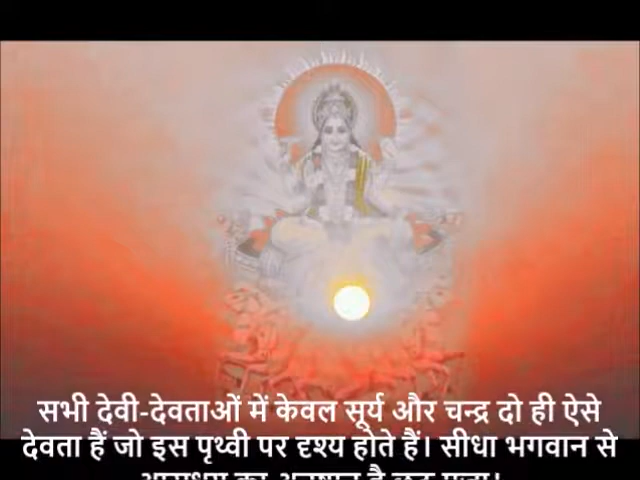 सभी देवी-देवताओं में केवल सूर्य और चन्द्र दो ही ऐसे
देवता हैं जो इस पृथ्वी पर दृश्य होते हैं। सीधा भगवान से